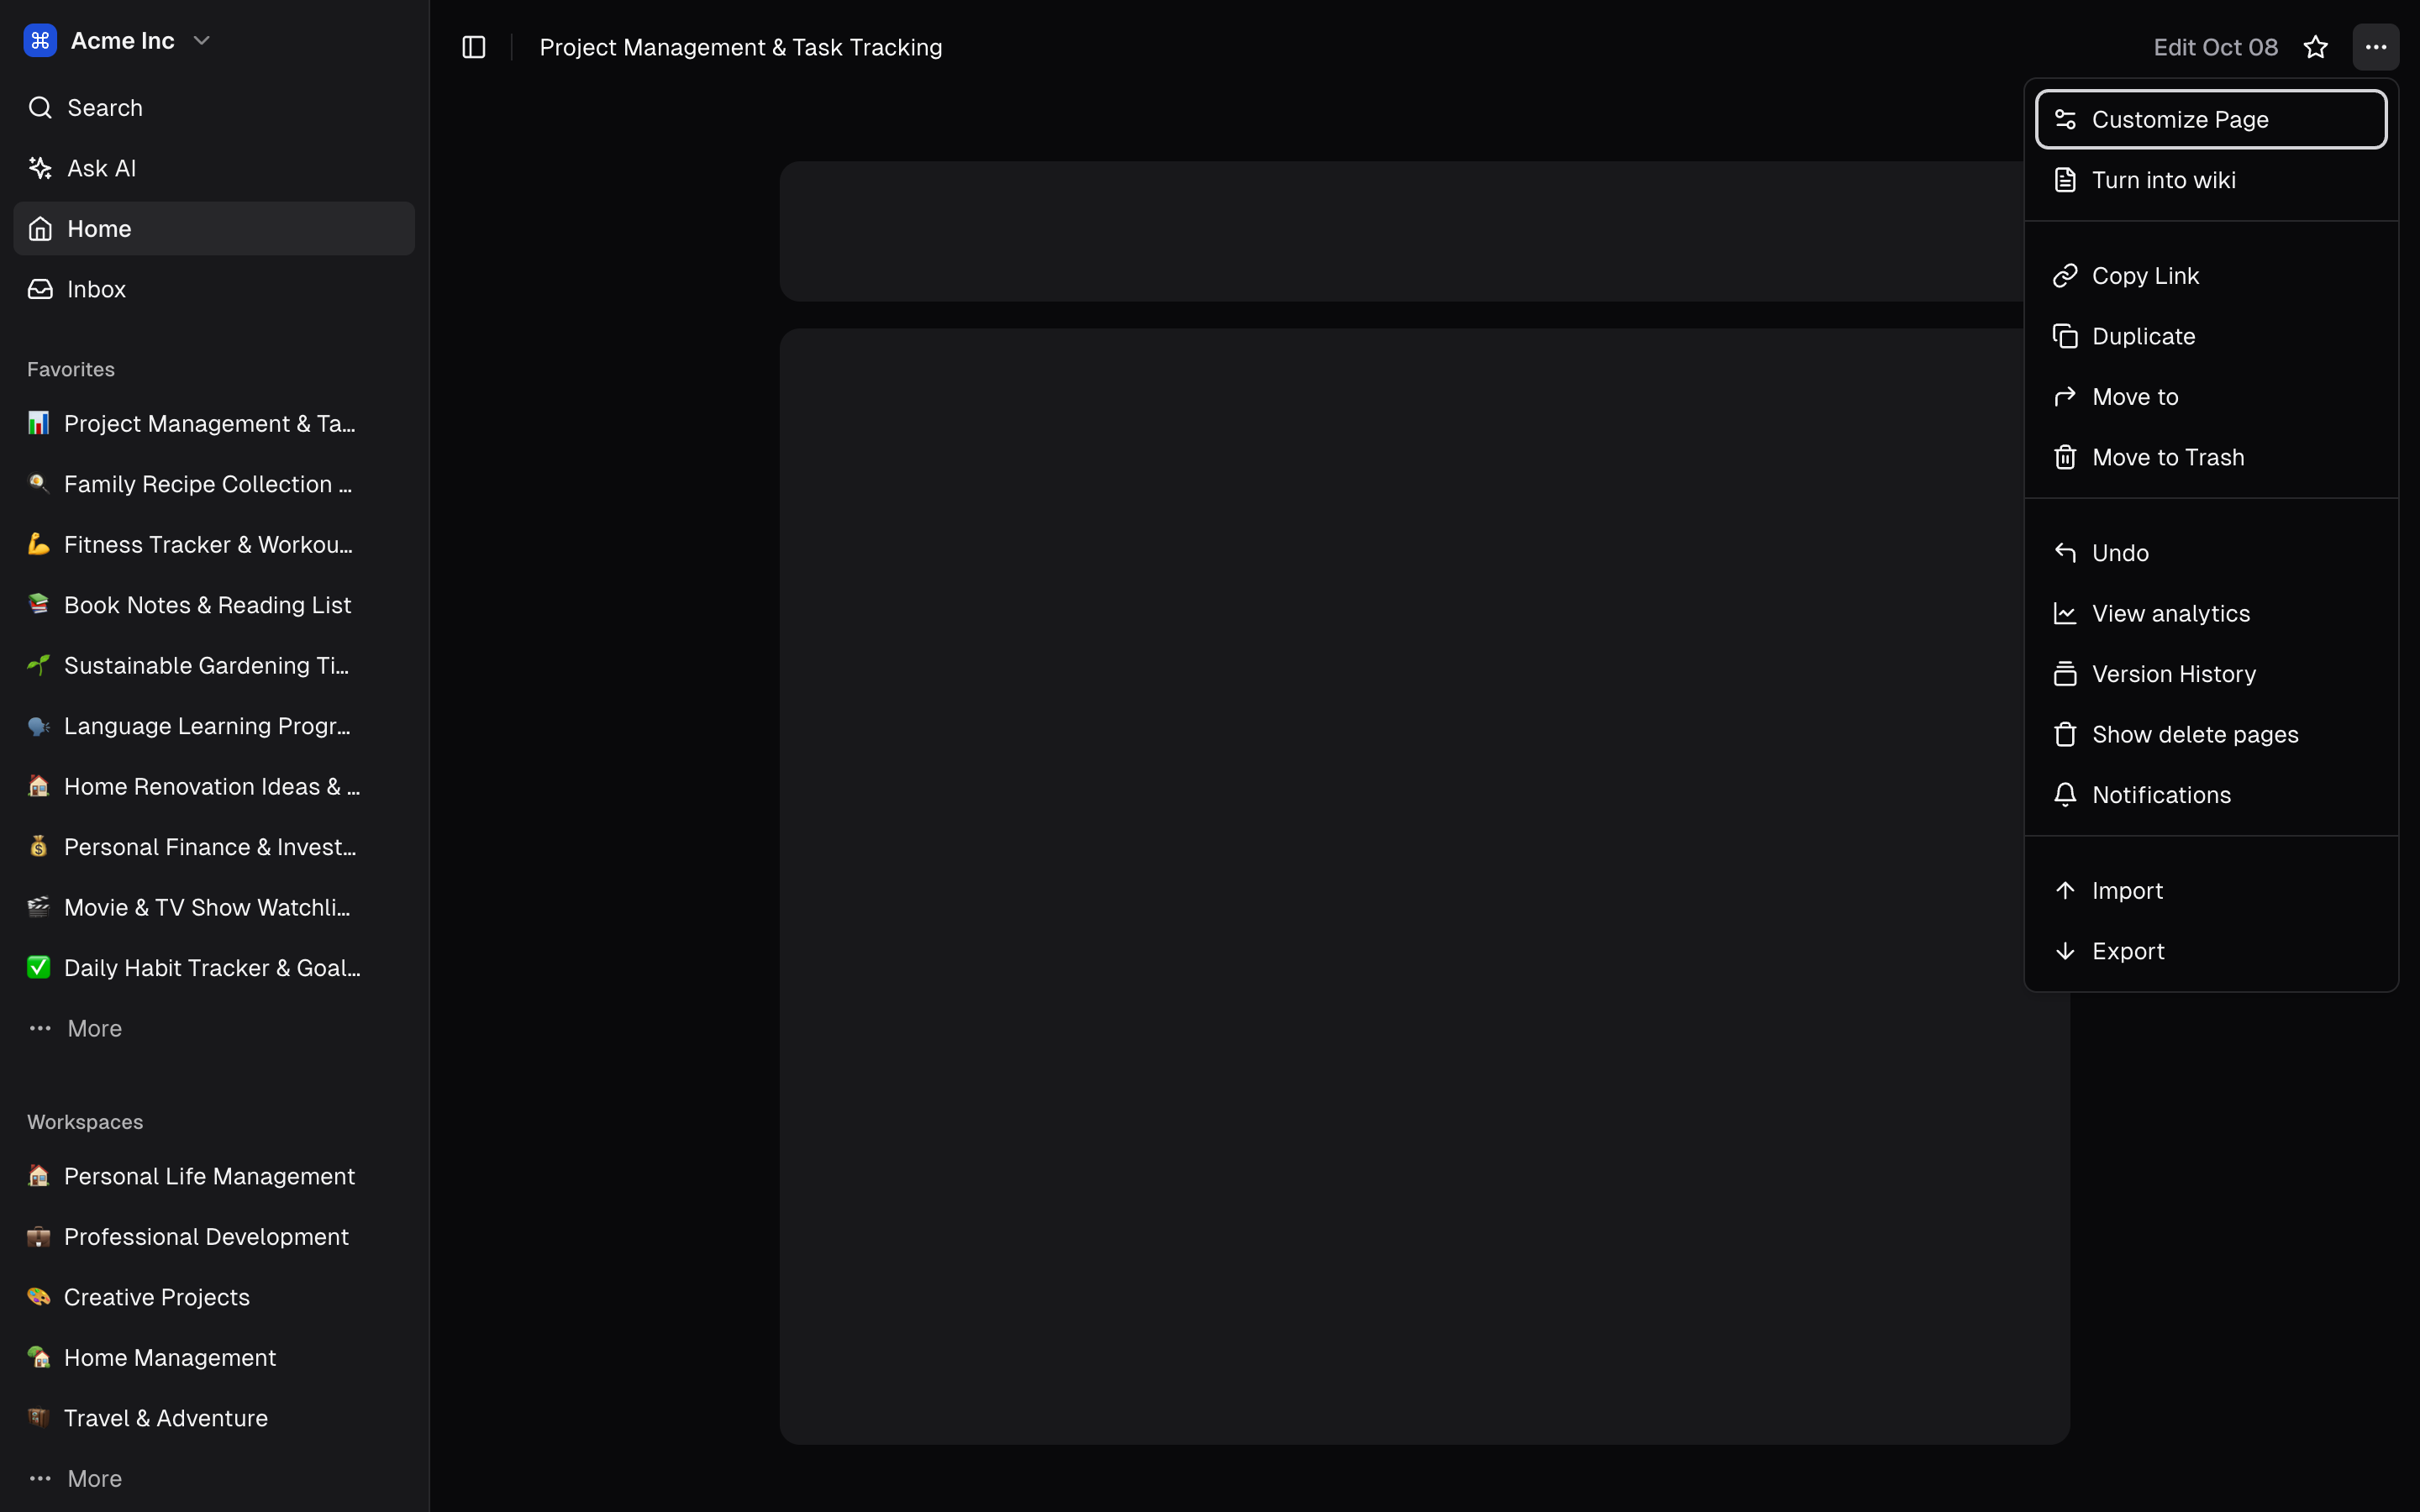 Acme Inc
Search
Ask AI
Home
Inbox
Favorites
Project Management & Ta...
Family Recipe Collection ...
Fitness Tracker & Workou...
Book Notes & Reading List
Sustainable Gardening Ti...
Language Learning Progr...
Home Renovation Ideas & ...
Personal Finance & Invest...
Movie & TV Show Watchli...
Daily Habit Tracker & Goal...
More
Workspaces
Personal Life Management
Professional Development
Creative Projects
Home Management
Travel & Adventure
More
Project Management & Task Tracking
Edit Oct 08
Customize Page
Turn into wiki
Copy Link
Duplicate
Move to
Move to Trash
Undo
View analytics
Version History
Show delete pages
Notifications
Import
Export